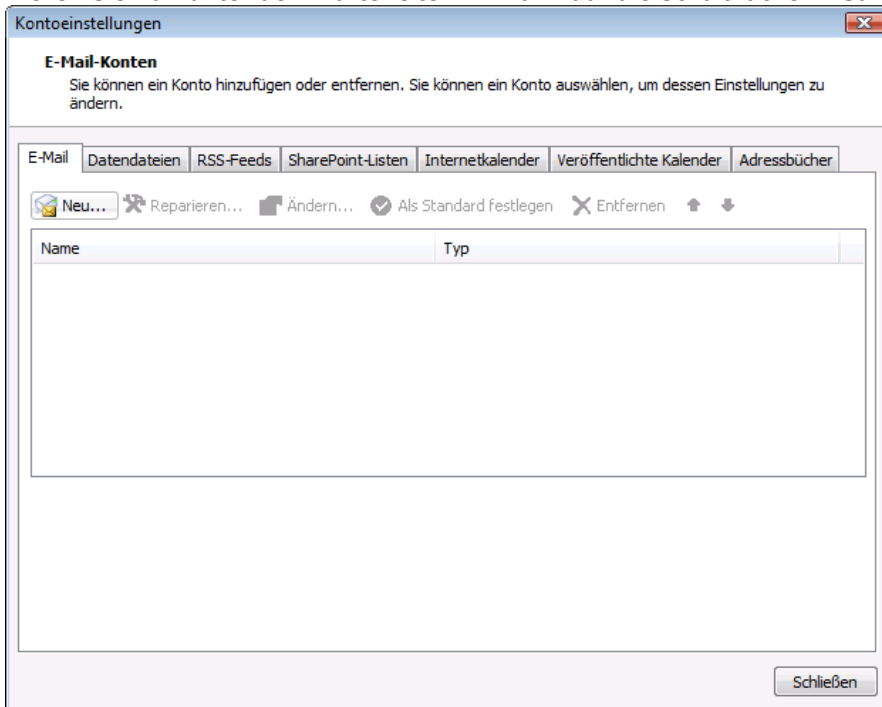 Kontoeinstellungen
E-Mail-Konten
Sie können ein Konto hinzufügen oder entfernen. Sie können ein Konto auswählen, um dessen Einstellungen zu
ändern.
E-Mail Datendateien RSS-Feeds SharePoint-Listen Internetkalender Veröffentlichte Kalender Adressbücher
Neu... Reparieren... Ändern... Als Standard festlegen Entfernen
Name Typ
Schließen